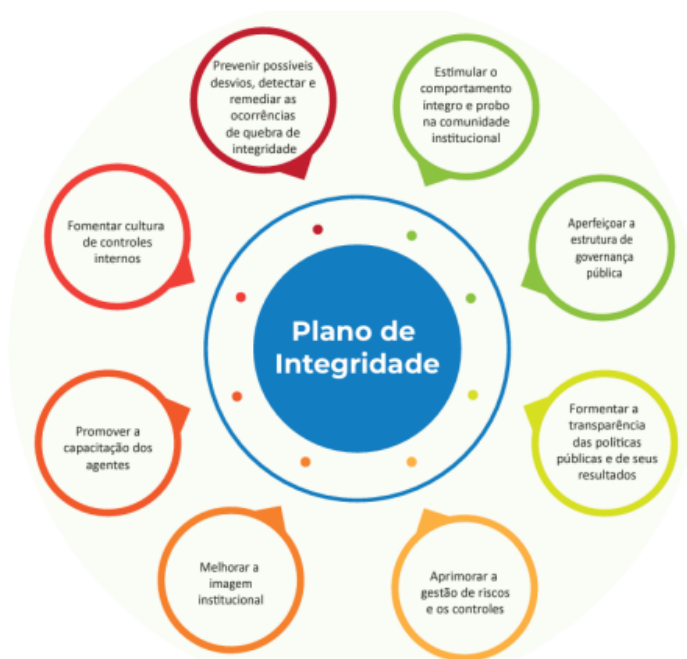 Prevenir possíveis
desvios, detectar e
remediar as
ocorrências
de quebra de
integridade
Estimular o
comportamento
integro e probo
na comunidade
institucional
Aperfeiçoar a
estrutura de
governança
pública
Formentar a
transparência
das políticas
públicas e de seus
resultados
Aprimorar a
gestão de riscos
e os controles
Melhorar a
imagem
institucional
Promover a
capacitação dos
agentes
Fomentar cultura
de controles
internos
Plano de
Integridade